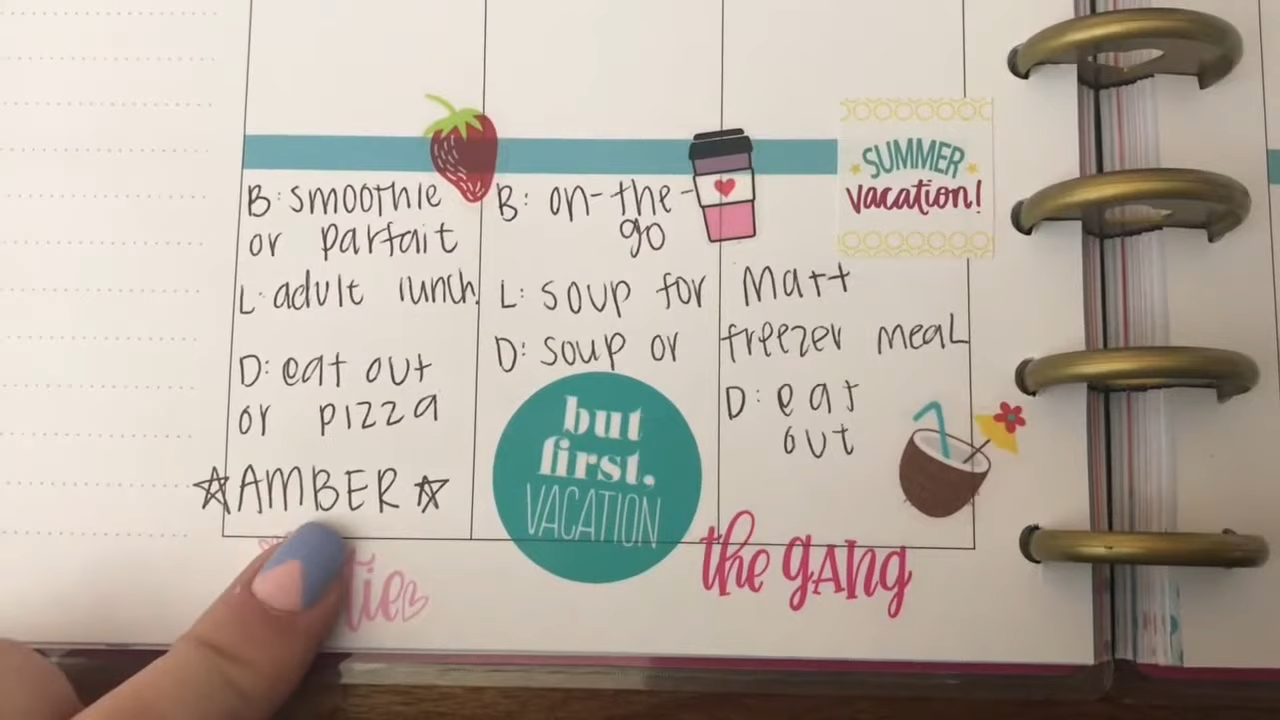 B: smoothie
or parfait
L: adult lunch
D: eat out
or pizza
☆AMBER☆
B: on-the-
go
L: soup for Matt
D: soup or freezer meal
but
first,
VACATION
SUMMER
vacation!
D: eat
out
the gang